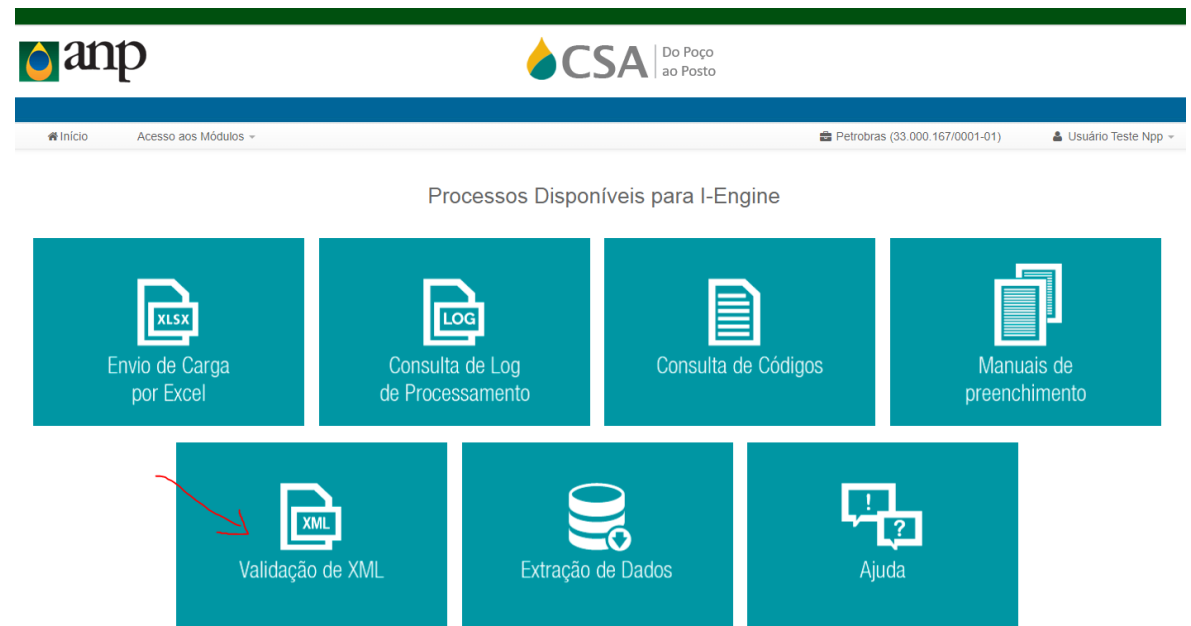 anp
CSA
Do Poço
ao Posto
Início
Acesso aos Módulos
Petrobras (33.000.167/0001-01)
Usuário Teste Npp
Processos Disponíveis para I-Engine
XLSX
Envio de Carga
por Excel
LOG
Consulta de Log
de Processamento
Consulta de Códigos
Manuais de
preenchimento
XML
Validação de XML
Extração de Dados
!
?
Ajuda